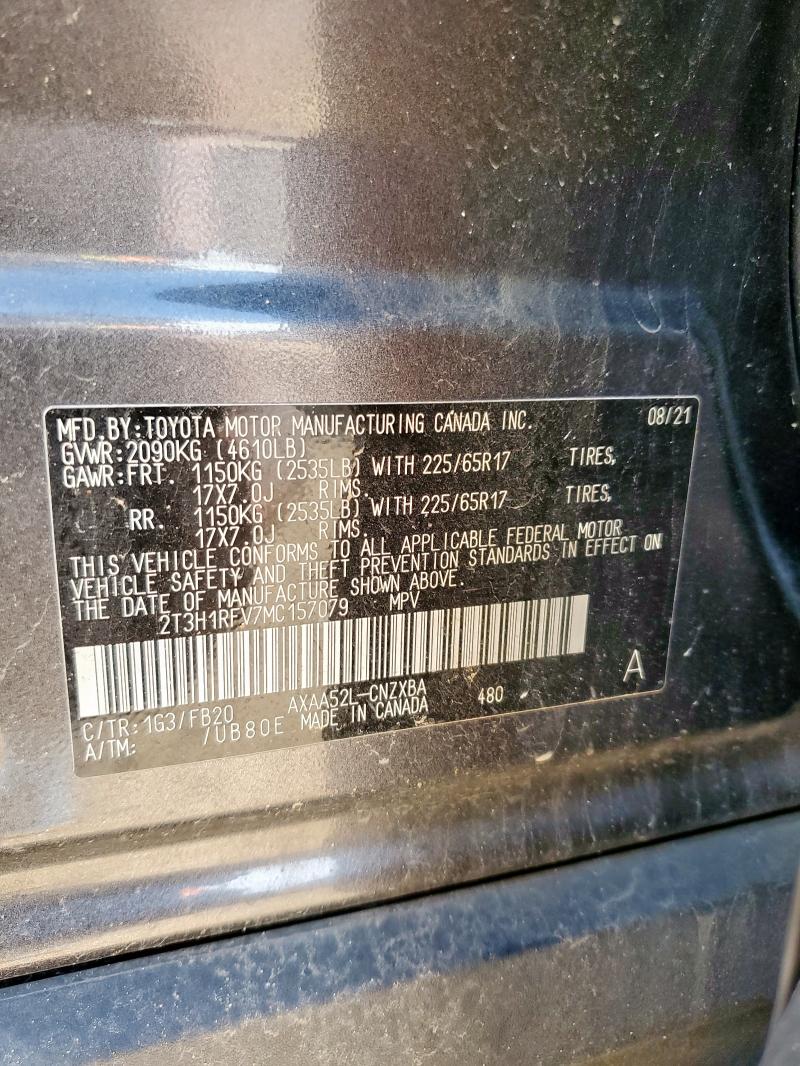 MFD.BY:TOYOTA MOTOR MANUFACTURING CANADA INC. 08/21
GVWR:2090KG (4610LB)
GAWR:FRT. 1150KG (2535LB) WITH 225/65R17 TIRES,
17X7.0J RIMS.
RR. 1150KG (2535LB) WITH 225/65R17 TIRES,
17X7.0J RIMS.
THIS VEHICLE CONFORMS TO ALL APPLICABLE FEDERAL MOTOR
VEHICLE SAFETY AND THEFT PREVENTION STANDARDS IN EFFECT ON
THE DATE OF MANUFACTURE SHOWN ABOVE.
2T3H1RFV7MC157079 MPV
A
C/TR:1G3/FB20 AXAA52L-CNZXBA 480
A/TM: /UB80E MADE IN CANADA